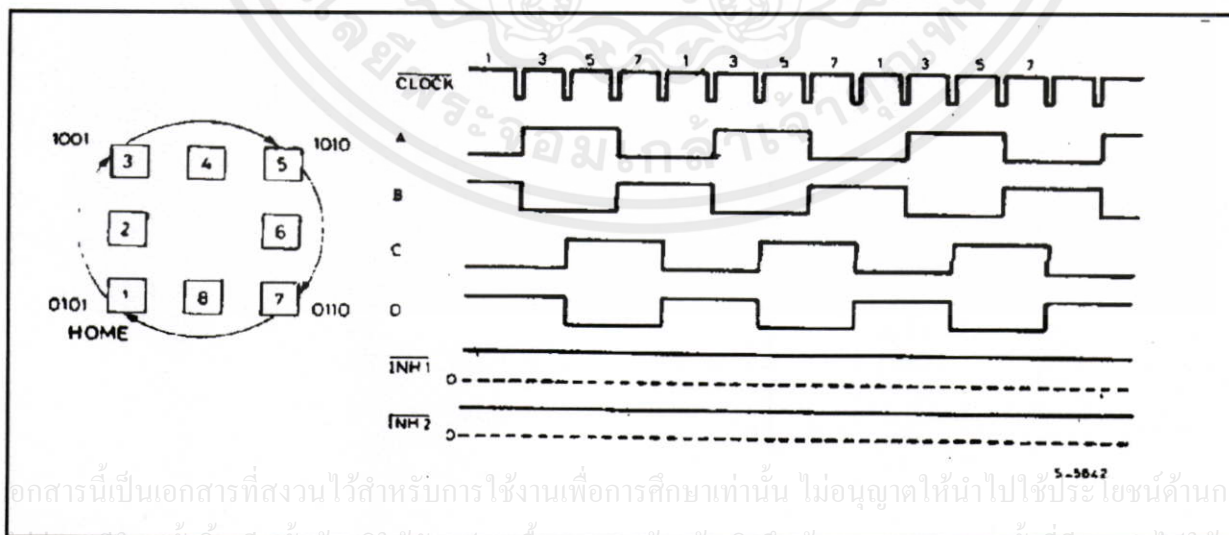 1 3 5 7 1 3 5 7 1 3 5 7
CLOCK
1001 3 4 5 1010
A
B
2 6
C
0101 1 8 7 0110
HOME
D
INH 1
0
INH 2
0
S-5842
อกสารนี้เป็นเอกสารที่สงวนไว้สำหรับการใช้งานเพื่อการศึกษาเท่านั้น ไม่อนุญาตให้นำไปใช้ประโยชน์ด้านก